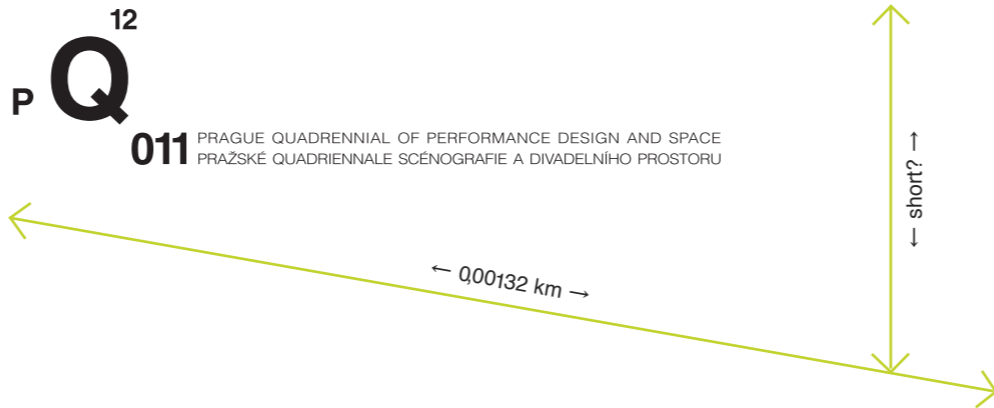 12
P Q
011 PRAGUE QUADRENNIAL OF PERFORMANCE DESIGN AND SPACE
PRAŽSKÉ QUADRIENNALE SCÉNOGRAFIE A DIVADELNÍHO PROSTORU
← short? →
← 0,00132 km →